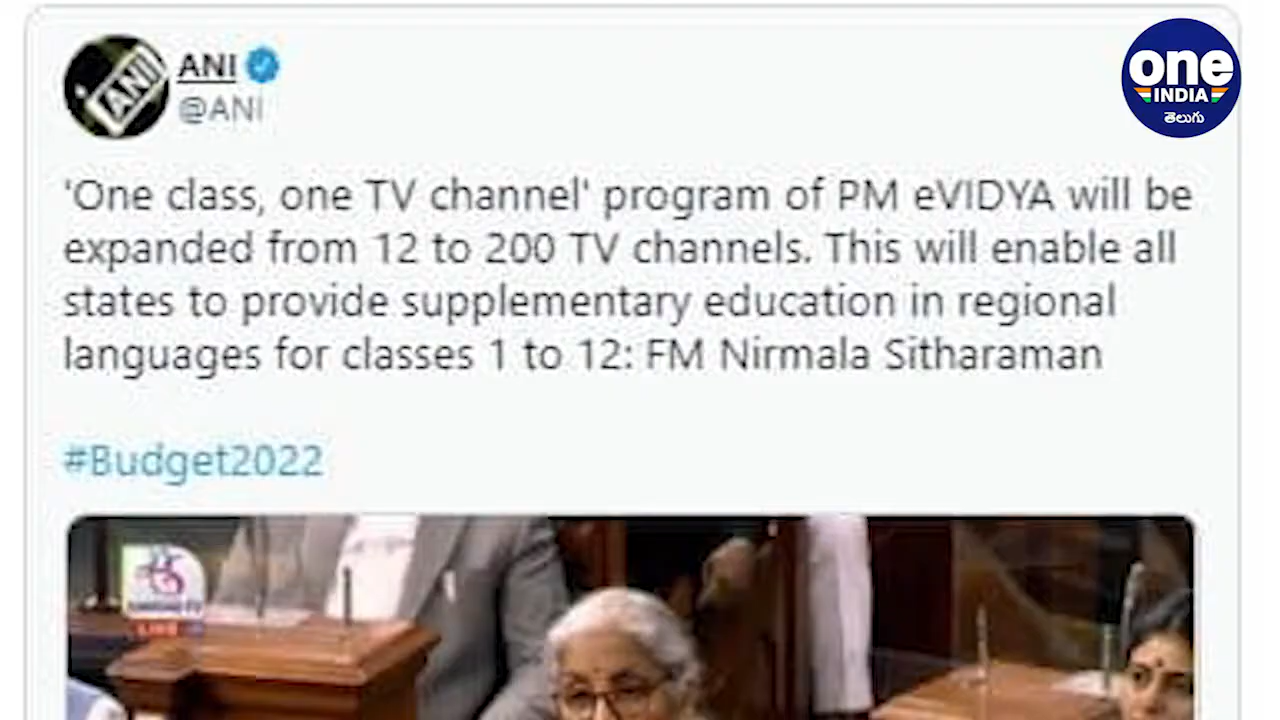 ANI
@ANI
ANI
one
INDIA
తెలుగు
'One class, one TV channel' program of PM eVIDYA will be
expanded from 12 to 200 TV channels. This will enable all
states to provide supplementary education in regional
languages for classes 1 to 12: FM Nirmala Sitharaman
#Budget2022
LIVE